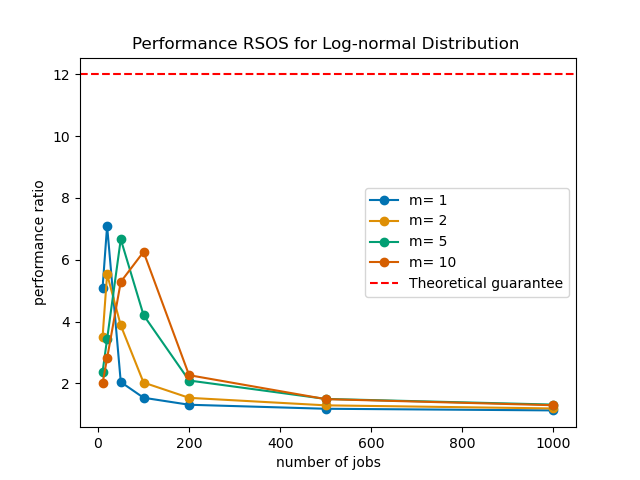 Performance RSOS for Log-normal Distribution
performance ratio
12
10
8
6
4
2
m= 1
m= 2
m= 5
m= 10
Theoretical guarantee
0
200
400
600
800
1000
number of jobs